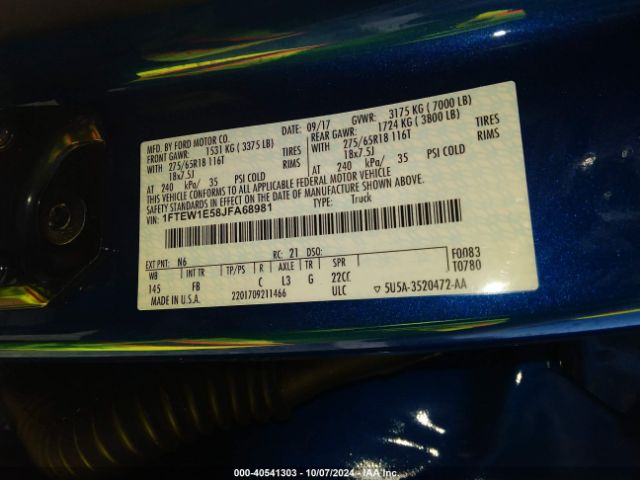 MFD. BY FORD MOTOR CO.
DATE: 09/17
GVWR: 3175 KG ( 7000 LB)
FRONT GAWR: 1531 KG ( 3375 LB)
REAR GAWR: 1724 KG ( 3800 LB)
WITH 275/65R18 116T TIRES
WITH 275/65R18 116T TIRES
18x7.5J RIMS
18x7.5J RIMS
AT 240 kPa/ 35 PSI COLD
AT 240 kPa/ 35 PSI COLD
THIS VEHICLE CONFORMS TO ALL APPLICABLE FEDERAL MOTOR VEHICLE
SAFETY STANDARDS IN EFFECT ON THE DATE OF MANUFACTURE SHOWN ABOVE.
1FTEW1E58JFA68981
TYPE: Truck
EXT PNT: N6
RC: 21 DSO:
F0083
T0780
WB INT TR TP/PS R AXLE TR SPR
145 FB C L3 G 22CC
MADE IN U.S.A.
2201709211466
ULC
▽ 5U5A-3520472-AA
000-40541303 - 10/07/2024 - IAA Inc.